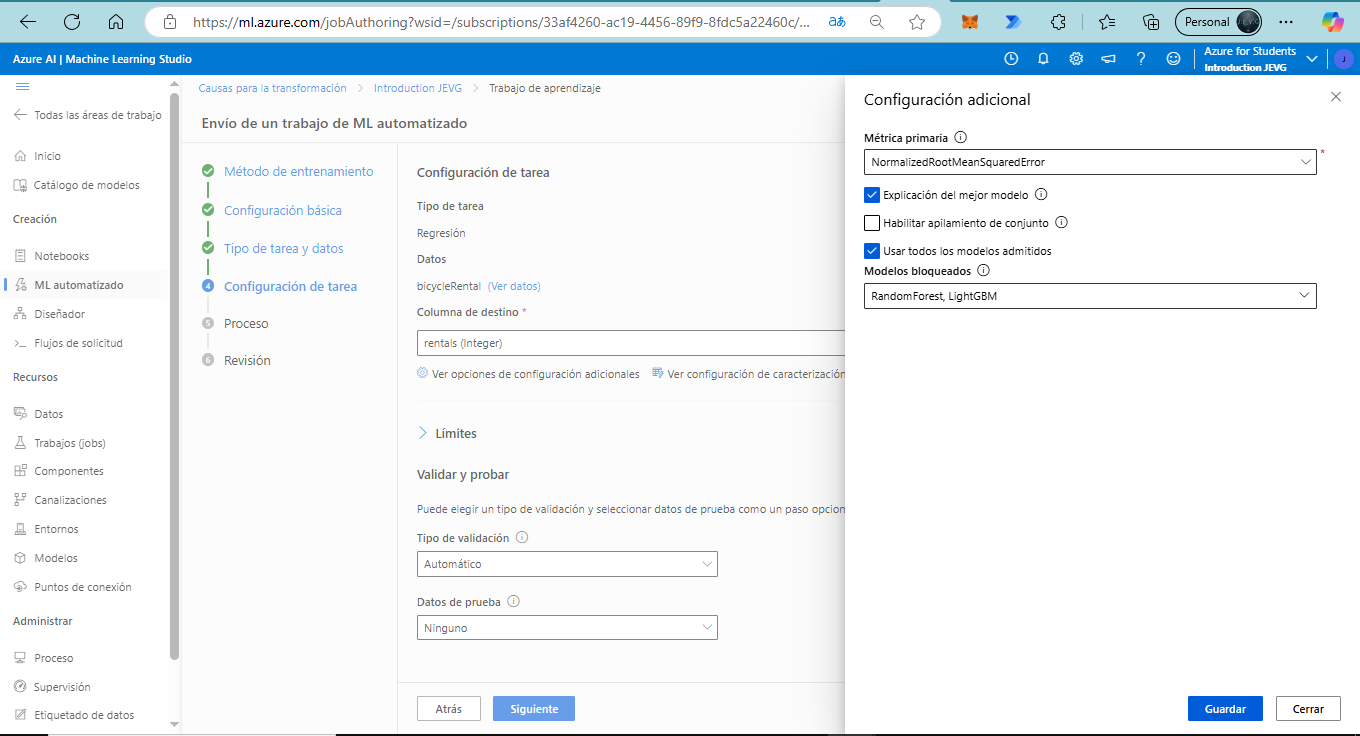 https://ml.azure.com/jobAuthoring?wsid=/subscriptions/33af4260-ac19-4456-89f9-8fdc5a22460c/...
aあ
Personal
Azure AI | Machine Learning Studio
Azure for Students
Introduction JEVG
J
Todas las áreas de trabajo
Inicio
Catálogo de modelos
Creación
Notebooks
ML automatizado
Diseñador
Flujos de solicitud
Recursos
Datos
Trabajos (jobs)
Componentes
Canalizaciones
Entornos
Modelos
Puntos de conexión
Administrar
Proceso
Supervisión
Etiquetado de datos
Causas para la transformación > Introduction JEVG > Trabajo de aprendizaje
Envío de un trabajo de ML automatizado
Método de entrenamiento
Configuración básica
Tipo de tarea y datos
4 Configuración de tarea
5 Proceso
6 Revisión
Configuración de tarea
Tipo de tarea
Regresión
Datos
bicycleRental (Ver datos)
Columna de destino *
rentals (Integer)
Ver opciones de configuración adicionales Ver configuración de caracterización
Límites
Validar y probar
Puede elegir un tipo de validación y seleccionar datos de prueba como un paso opcion
Tipo de validación
Automático
Datos de prueba
Ninguno
Atrás Siguiente
Configuración adicional
Métrica primaria
NormalizedRootMeanSquaredError *
Explicación del mejor modelo
Habilitar apilamiento de conjunto
Usar todos los modelos admitidos
Modelos bloqueados
RandomForest, LightGBM
Guardar Cerrar